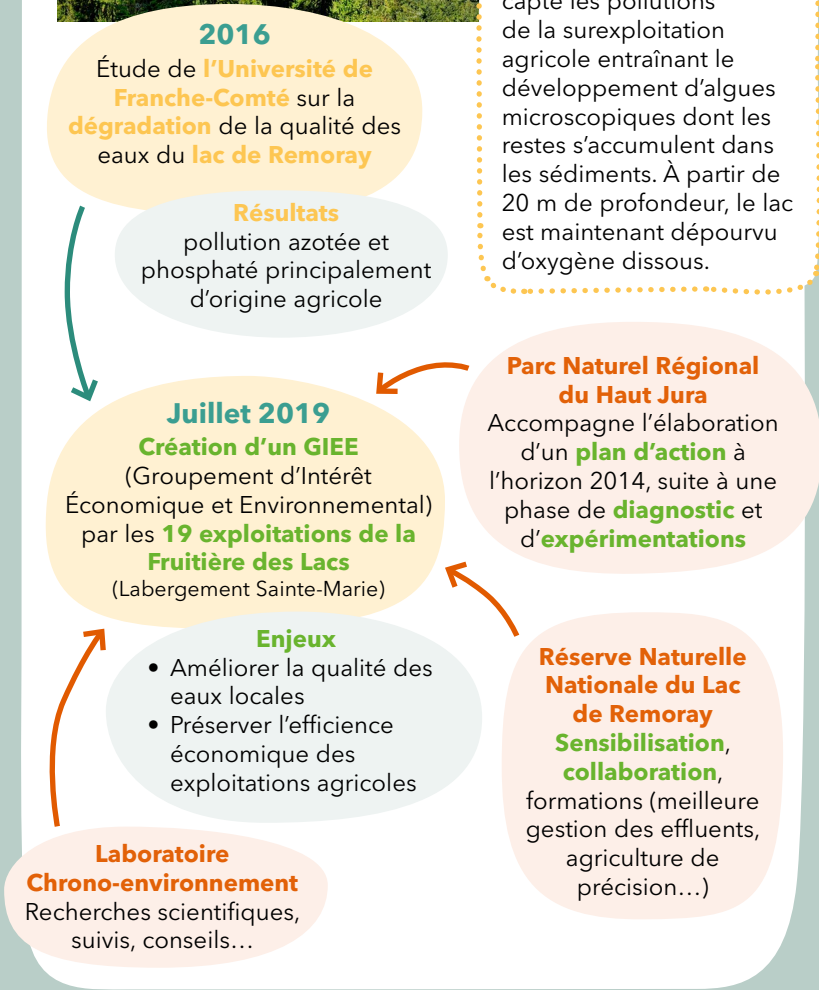 2016
Étude de l'Université de
Franche-Comté sur la
dégradation de la qualité des
eaux du lac de Remoray
Résultats
pollution azotée et
phosphaté principalement
d'origine agricole
capte les pollutions
de la surexploitation
agricole entraînant le
développement d'algues
microscopiques dont les
restes s'accumulent dans
les sédiments. À partir de
20 m de profondeur, le lac
est maintenant dépourvu
d'oxygène dissous.
Juillet 2019
Création d'un GIEE
(Groupement d'Intérêt
Économique et Environnemental)
par les 19 exploitations de la
Fruitière des Lacs
(Labergement Sainte-Marie)
Enjeux
• Améliorer la qualité des
eaux locales
• Préserver l'efficience
économique des
exploitations agricoles
Parc Naturel Régional
du Haut Jura
Accompagne l'élaboration
d'un plan d'action à
l'horizon 2014, suite à une
phase de diagnostic et
d'expérimentations
Réserve Naturelle
Nationale du Lac
de Remoray
Sensibilisation,
collaboration,
formations (meilleure
gestion des effluents,
agriculture de
précision…)
Laboratoire
Chrono-environnement
Recherches scientifiques,
suivis, conseils…